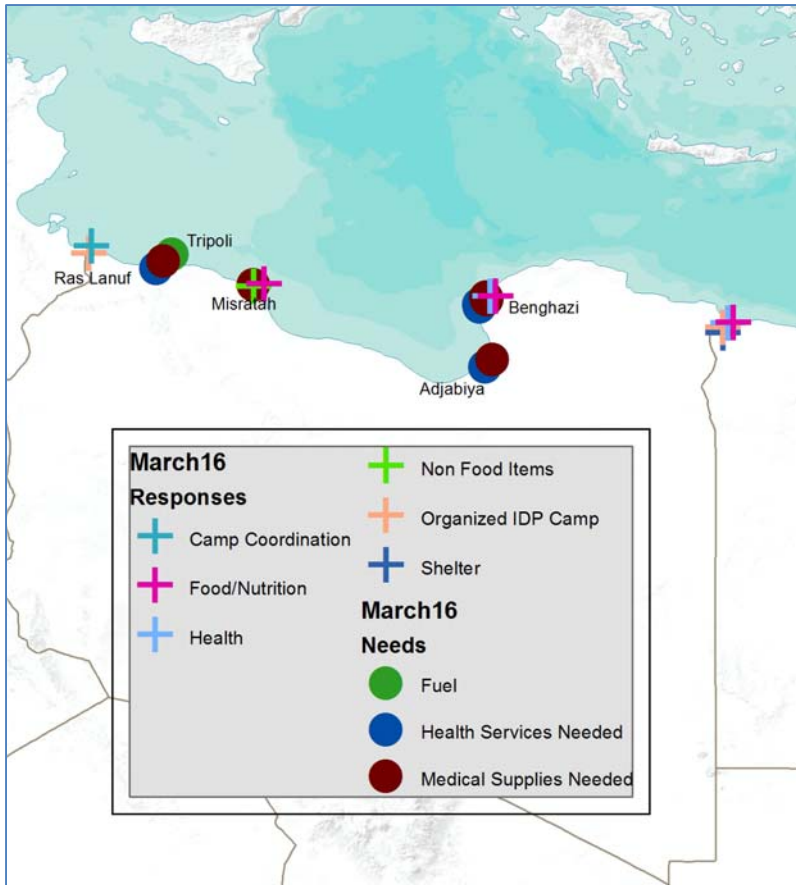 Tripoli
Ras Lanuf
Misratah
Benghazi
Adjabiya
March16
Responses
Camp Coordination
Food/Nutrition
Health
Non Food Items
Organized IDP Camp
Shelter
March16
Needs
Fuel
Health Services Needed
Medical Supplies Needed